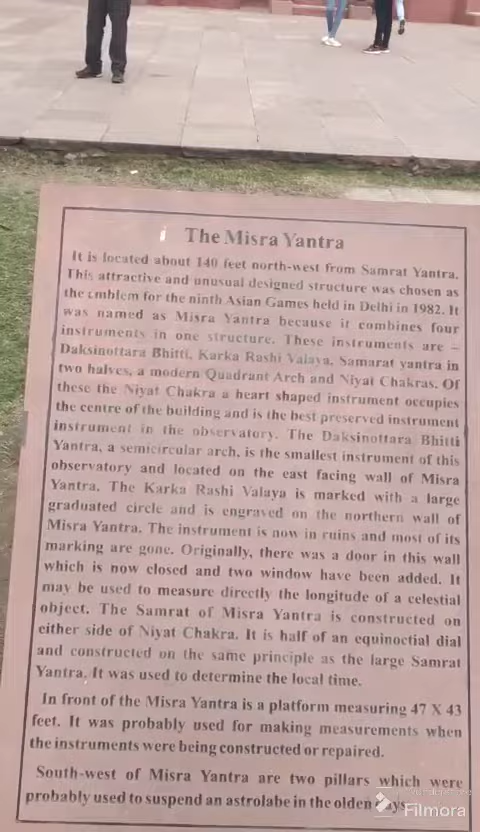 The Misra Yantra
It is located about 140 feet north-west from Samrat Yantra.
This attractive and unusual designed structure was chosen as
the emblem for the ninth Asian Games held in Delhi in 1982. It
was named as Misra Yantra because it combines four
instruments in one structure. These instruments are –
Daksinottara Bhitti, Karka Rashi Valaya, Samarat yantra in
two halves, a modern Quadrant Arch and Niyat Chakras. Of
these the Niyat Chakra a heart shaped instrument occupies
the centre of the building and is the best preserved instrument
instrument in the observatory. The Daksinottara Bhitti
Yantra, a semicircular arch, is the smallest instrument of this
observatory and located on the east facing wall of Misra
Yantra. The Karka Rashi Valaya is marked with a large
graduated circle and is engraved on the northern wall of
Misra Yantra. The instrument is now in ruins and most of its
marking are gone. Originally, there was a door in this wall
which is now closed and two window have been added. It
may be used to measure directly the longitude of a celestial
object. The Samrat of Misra Yantra is constructed on
either side of Niyat Chakra. It is half of an equinoctial dial
and constructed on the same principle as the large Samrat
Yantra. It was used to determine the local time.
In front of the Misra Yantra is a platform measuring 47 X 43
feet. It was probably used for making measurements when
the instruments were being constructed or repaired.
South-west of Misra Yantra are two pillars which were
probably used to suspend an astrolabe in the olden days
Filmora